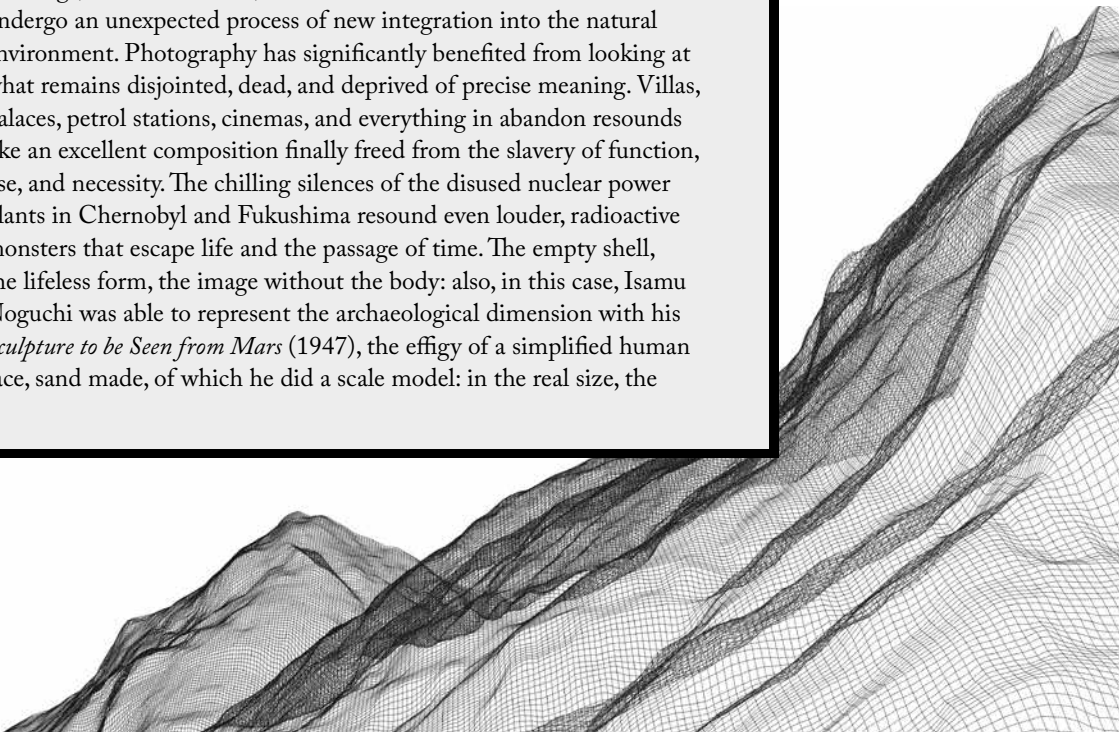 ndergo an unexpected process of new integration into the natural
nvironment. Photography has significantly benefited from looking at
hat remains disjointed, dead, and deprived of precise meaning. Villas,
alaces, petrol stations, cinemas, and everything in abandon resounds
ke an excellent composition finally freed from the slavery of function,
se, and necessity. The chilling silences of the disused nuclear power
lants in Chernobyl and Fukushima resound even louder, radioactive
onsters that escape life and the passage of time. The empty shell,
he lifeless form, the image without the body: also, in this case, Isamu
Noguchi was able to represent the archaeological dimension with his
culpture to be Seen from Mars (1947), the effigy of a simplified human
ace, sand made, of which he did a scale model: in the real size, the